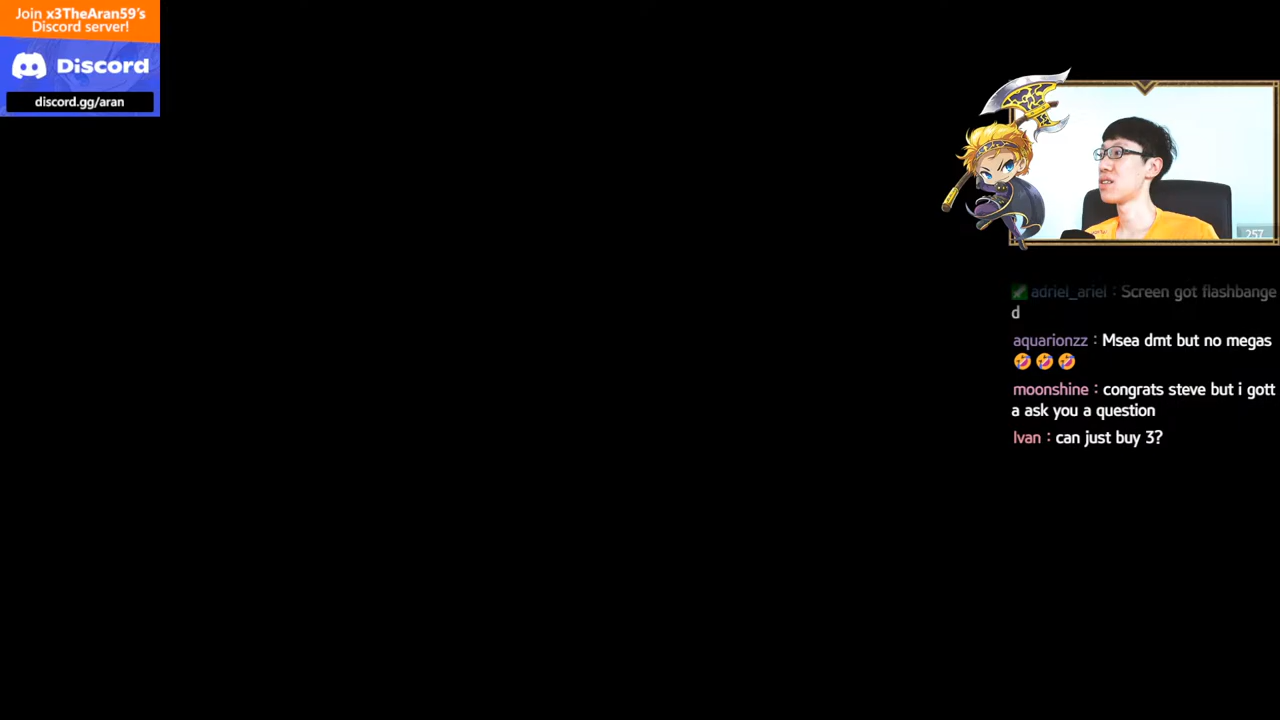 Join x3TheAran59's
Discord server!
Discord
discord.gg/aran
257
adriel_ariel : Screen got flashbange
d
aquarionzz : Msea dmt but no megas
🤣 🤣 🤣
moonshine : congrats steve but i gott
a ask you a question
Ivan : can just buy 3?